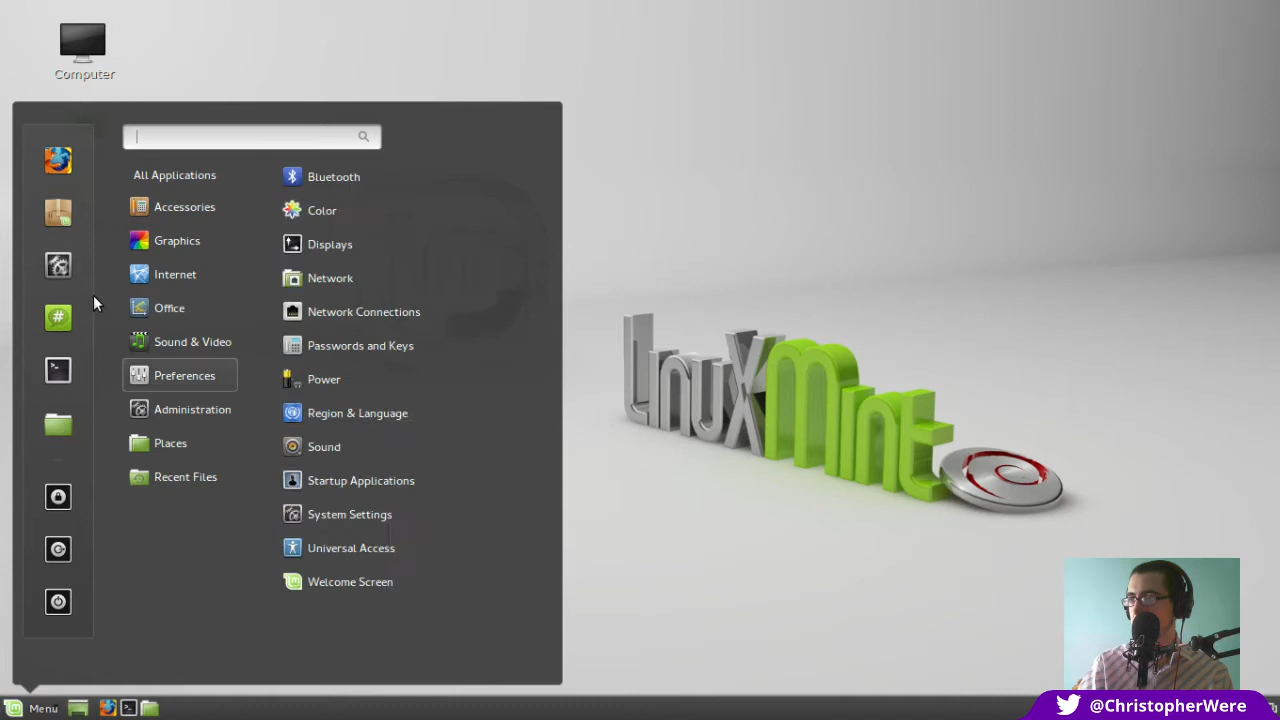 Computer
All Applications
Accessories
Graphics
Internet
Office
Sound & Video
Preferences
Administration
Places
Recent Files
Bluetooth
Color
Displays
Network
Network Connections
Passwords and Keys
Power
Region & Language
Sound
Startup Applications
System Settings
Universal Access
Welcome Screen
LinuxMint
Menu
@ChristopherWere